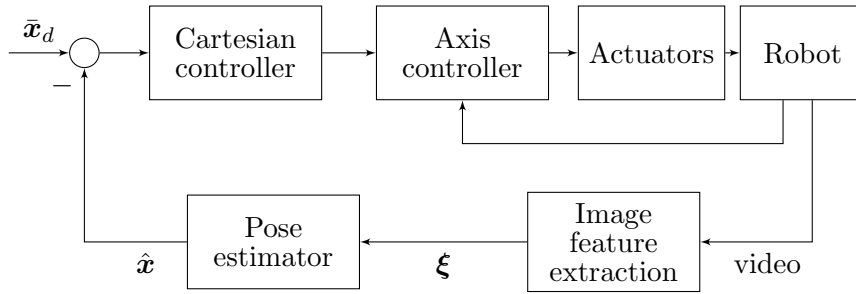 x̄_d
−
Cartesian
controller
Axis
controller
Actuators
Robot
Pose
estimator
Image
feature
extraction
x̂
ξ
video